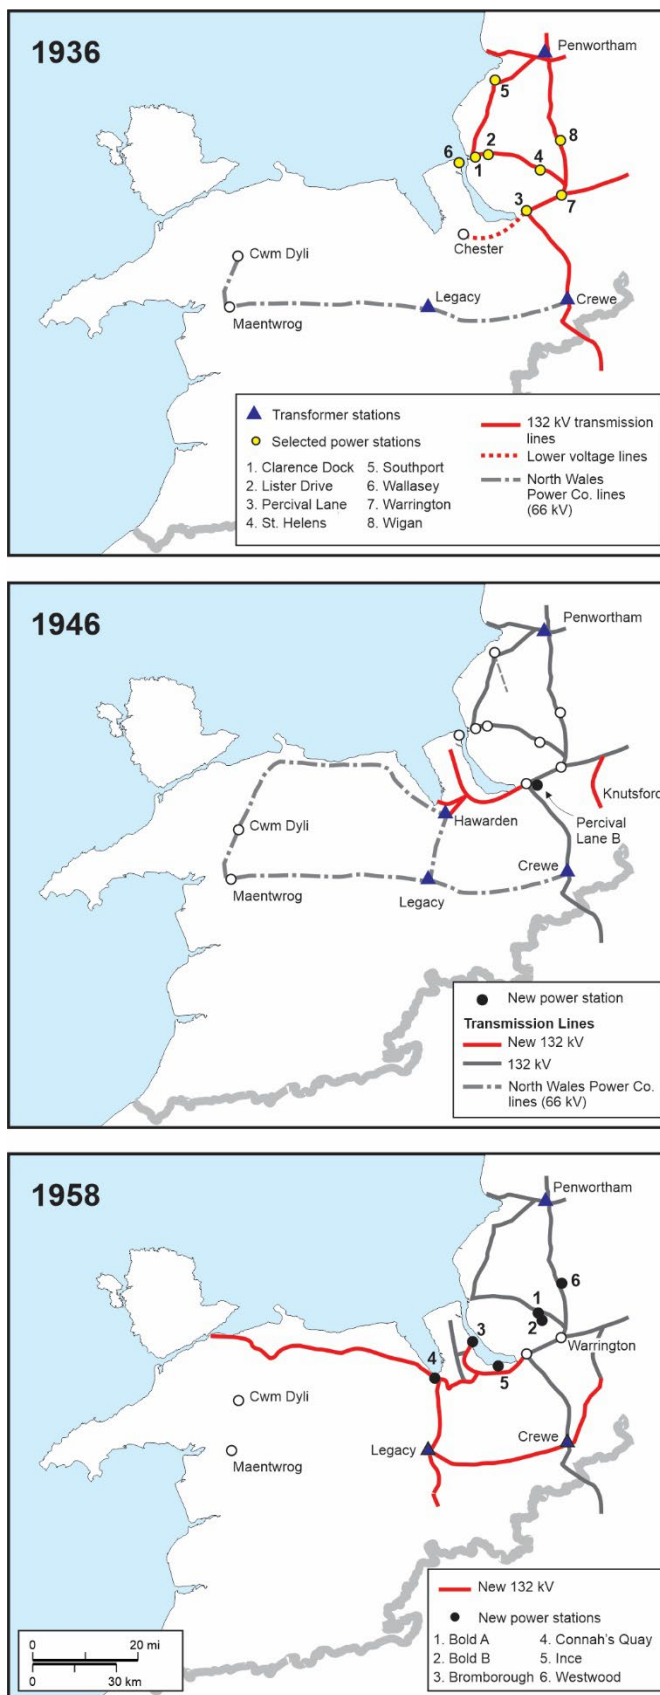 1936
Penwortham
5
8
6
2
1
4
3
7
Chester
Cwm Dyli
Legacy
Crewe
Maentwrog
Transformer stations
Selected power stations
1. Clarence Dock
2. Lister Drive
3. Percival Lane
4. St. Helens
5. Southport
6. Wallasey
7. Warrington
8. Wigan
132 kV transmission
lines
Lower voltage lines
North Wales
Power Co. lines
(66 kV)
1946
Penwortham
Knutsford
Hawarden
Percival
Lane B
Cwm Dyli
Crewe
Maentwrog
Legacy
New power station
Transmission Lines
New 132 kV
132 kV
North Wales Power Co.
lines (66 kV)
1958
Penwortham
6
1
2
3
Warrington
4
5
Cwm Dyli
Crewe
Legacy
Maentwrog
0 20 mi
0 30 km
New 132 kV
New power stations
1. Bold A
2. Bold B
3. Bromborough
4. Connah's Quay
5. Ince
6. Westwood